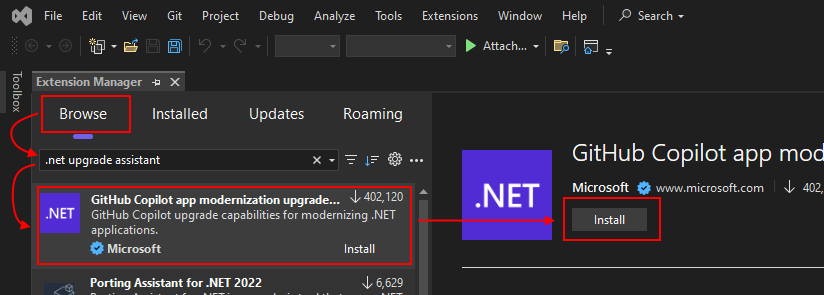 File Edit View Git Project Debug Analyze Tools Extensions Window Help Search
Attach...
Toolbox
Extension Manager
Browse Installed Updates Roaming
.net upgrade assistant
.NET
GitHub Copilot app modernization upgrade... 402,120
GitHub Copilot upgrade capabilities for modernizing .NET
applications.
Microsoft Install
Porting Assistant for .NET 2022 6,629
.NET
GitHub Copilot app mod
Microsoft www.microsoft.com 402,
Install